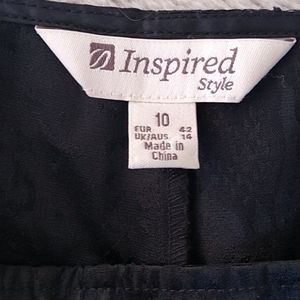 Inspired
Style
10
EUR 42
UK/AUS 14
Made in
China